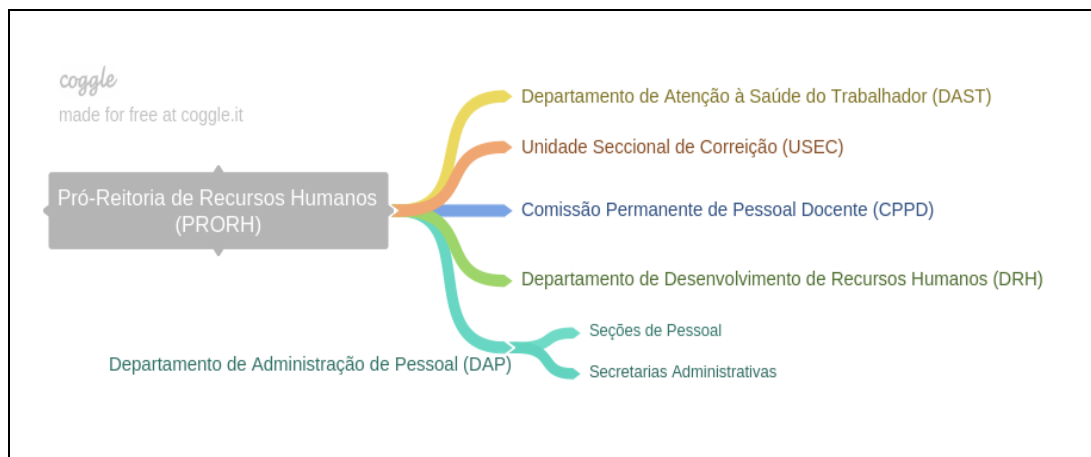 coggle
made for free at coggle.it
Pró-Reitoria de Recursos Humanos
(PRORH)
Departamento de Atenção à Saúde do Trabalhador (DAST)
Unidade Seccional de Correição (USEC)
Comissão Permanente de Pessoal Docente (CPPD)
Departamento de Desenvolvimento de Recursos Humanos (DRH)
Departamento de Administração de Pessoal (DAP)
Seções de Pessoal
Secretarias Administrativas